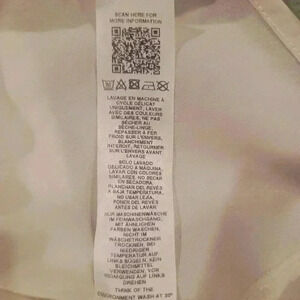 SCAN HERE FOR
MORE INFORMATION
LAVAGE EN MACHINE À
CYCLE DÉLICAT
UNIQUEMENT, LAVER
AVEC DES COULEURS
SIMILAIRES, NE PAS
SÉCHER AU
SÈCHE-LINGE,
REPASSER À FER
FROID SUR L'ENVERS,
BLANCHIMENT
INTERDIT, RETOURNER
SUR L'ENVERS AVANT
LAVAGE
SÓLO LAVADO
DELICADO A MÁQUINA,
LAVAR CON COLORES
SIMILARES, NO SECAR
EN SECADORA,
PLANCHAR DEL REVÉS
A BAJA TEMPERATURA,
NO USAR LEJÍA,
PONER DEL REVÉS
ANTES DE LAVAR
NUR MASCHINENWÄSCHE
IM FEINWASCHGANG,
MIT ÄHNLICHEN
FARBEN WASCHEN,
NICHT IM
WÄSCHETROCKNER
TROCKNEN, BEI
NIEDRIGER
TEMPERATUR AUF
LINKS BÜGELN, KEIN
BLEICHMITTEL
VERWENDEN, VOR
REINIGUNG AUF LINKS
DREHEN
THINK OF THE
ENVIRONMENT WASH AT 30°